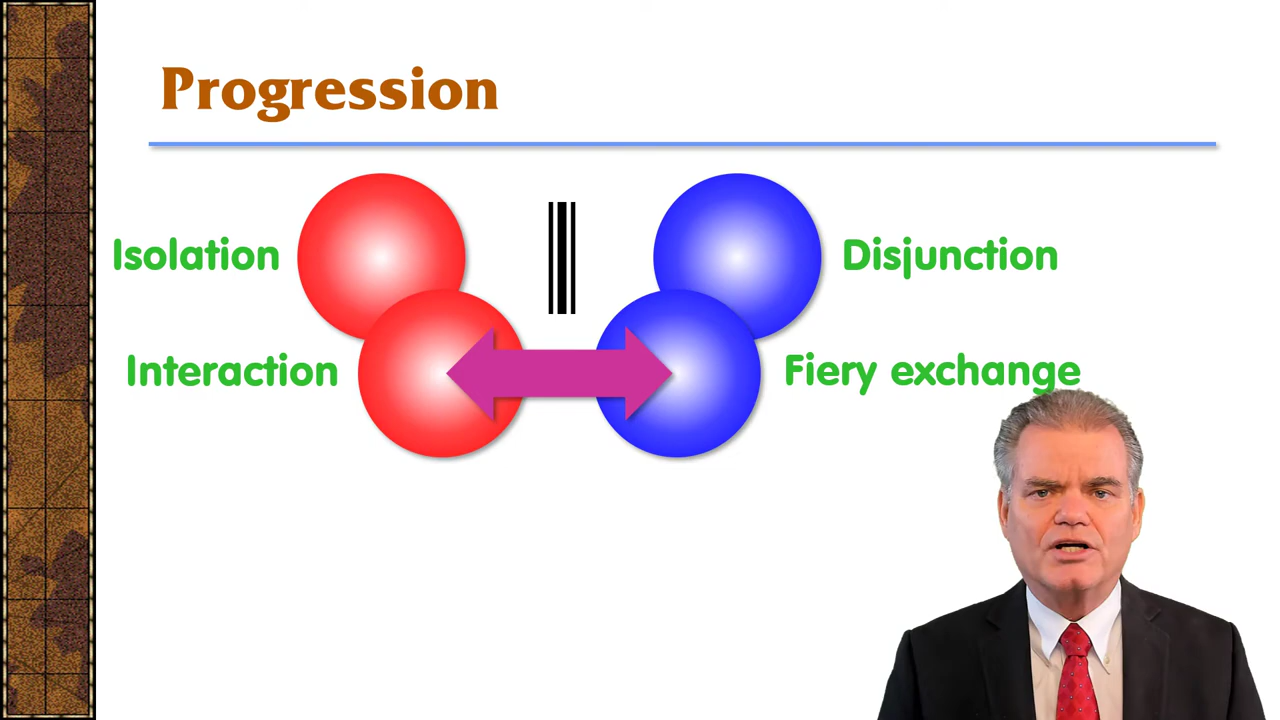 Progression
Isolation
Disjunction
Interaction
Fiery exchange